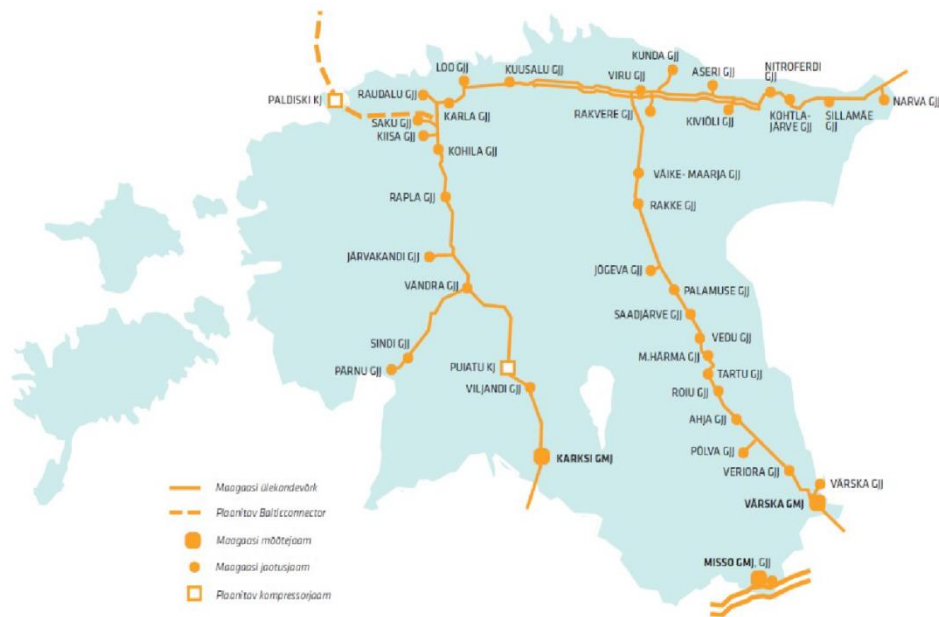 LOO GJJ
KUUSALU GJJ
KUNDA GJJ
VIRU GJJ
ASERI GJJ
NITROFERDI
GJJ
RAUDALU GJJ
PALDISKI KJ
KARLA GJJ
SAKU GJJ
KIISA GJJ
RAKVERE GJJ
KIVIÕLI GJJ
KOHTLA-
JÄRVE GJJ
SILLAMÄE
GJJ
NARVA GJJ
KOHILA GJJ
VÄIKE- MAARJA GJJ
RAPLA GJJ
RAKKE GJJ
JÄRVAKANDI GJJ
JÕGEVA GJJ
VÄNDRA GJJ
PALAMUSE GJJ
SAADJÄRVE GJJ
VEDU GJJ
SINDI GJJ
M.HÄRMA GJJ
PÄRNU GJJ
PUIATU KJ
TARTU GJJ
VILJANDI GJJ
ROIU GJJ
AHJA GJJ
PÕLVA GJJ
KARKSI GMJ
VERIORA GJJ
VÄRSKA GJJ
VÄRSKA GMJ
MISSO GMJ, GJJ
Maagaasi ülekandevõrk
Plaanitav Balticconnector
Maagaasi mõõtejaam
Maagaasi jaotusjaam
Plaanitav kompressorjaam